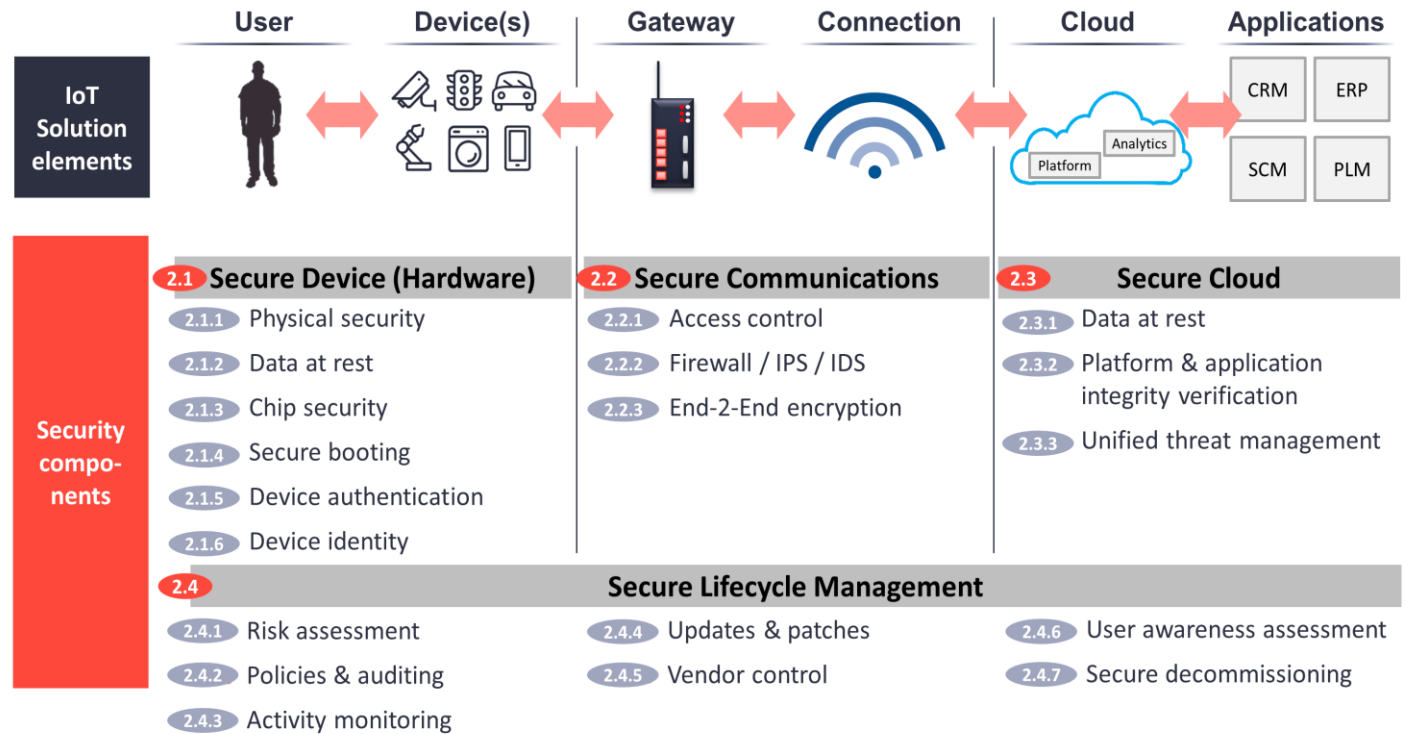 User
Device(s)
Gateway
Connection
Cloud
Applications
IoT
Solution
elements
Platform
Analytics
CRM
ERP
SCM
PLM
Security
compo-
nents
2.1 Secure Device (Hardware)
2.1.1 Physical security
2.1.2 Data at rest
2.1.3 Chip security
2.1.4 Secure booting
2.1.5 Device authentication
2.1.6 Device identity
2.2 Secure Communications
2.2.1 Access control
2.2.2 Firewall / IPS / IDS
2.2.3 End-2-End encryption
2.3 Secure Cloud
2.3.1 Data at rest
2.3.2 Platform & application
integrity verification
2.3.3 Unified threat management
2.4 Secure Lifecycle Management
2.4.1 Risk assessment
2.4.2 Policies & auditing
2.4.3 Activity monitoring
2.4.4 Updates & patches
2.4.5 Vendor control
2.4.6 User awareness assessment
2.4.7 Secure decommissioning